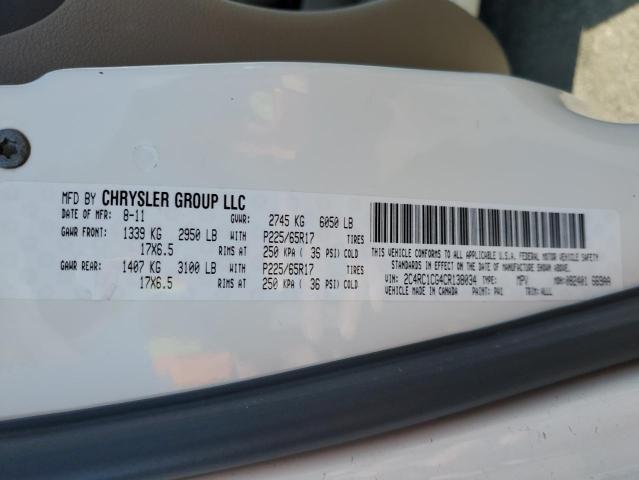 MFD BY CHRYSLER GROUP LLC
DATE OF MFR: 8-11 GVWR: 2745 KG 6050 LB
GAWR FRONT: 1339 KG 2950 LB WITH P225/65R17 TIRES
17X6.5 RIMS AT 250 KPA ( 36 PSI) COLD
GAWR REAR: 1407 KG 3100 LB WITH P225/65R17 TIRES
17X6.5 RIMS AT 250 KPA ( 36 PSI) COLD
THIS VEHICLE CONFORMS TO ALL APPLICABLE U.S.A. FEDERAL MOTOR VEHICLE SAFETY
STANDARDS IN EFFECT ON THE DATE OF MANUFACTURE SHOWN ABOVE.
VIN: 2C4RC1CG4CR138034 TYPE: MPV MDH:
VEHICLE MADE IN CANADA PAINT: PW1 TRIM: